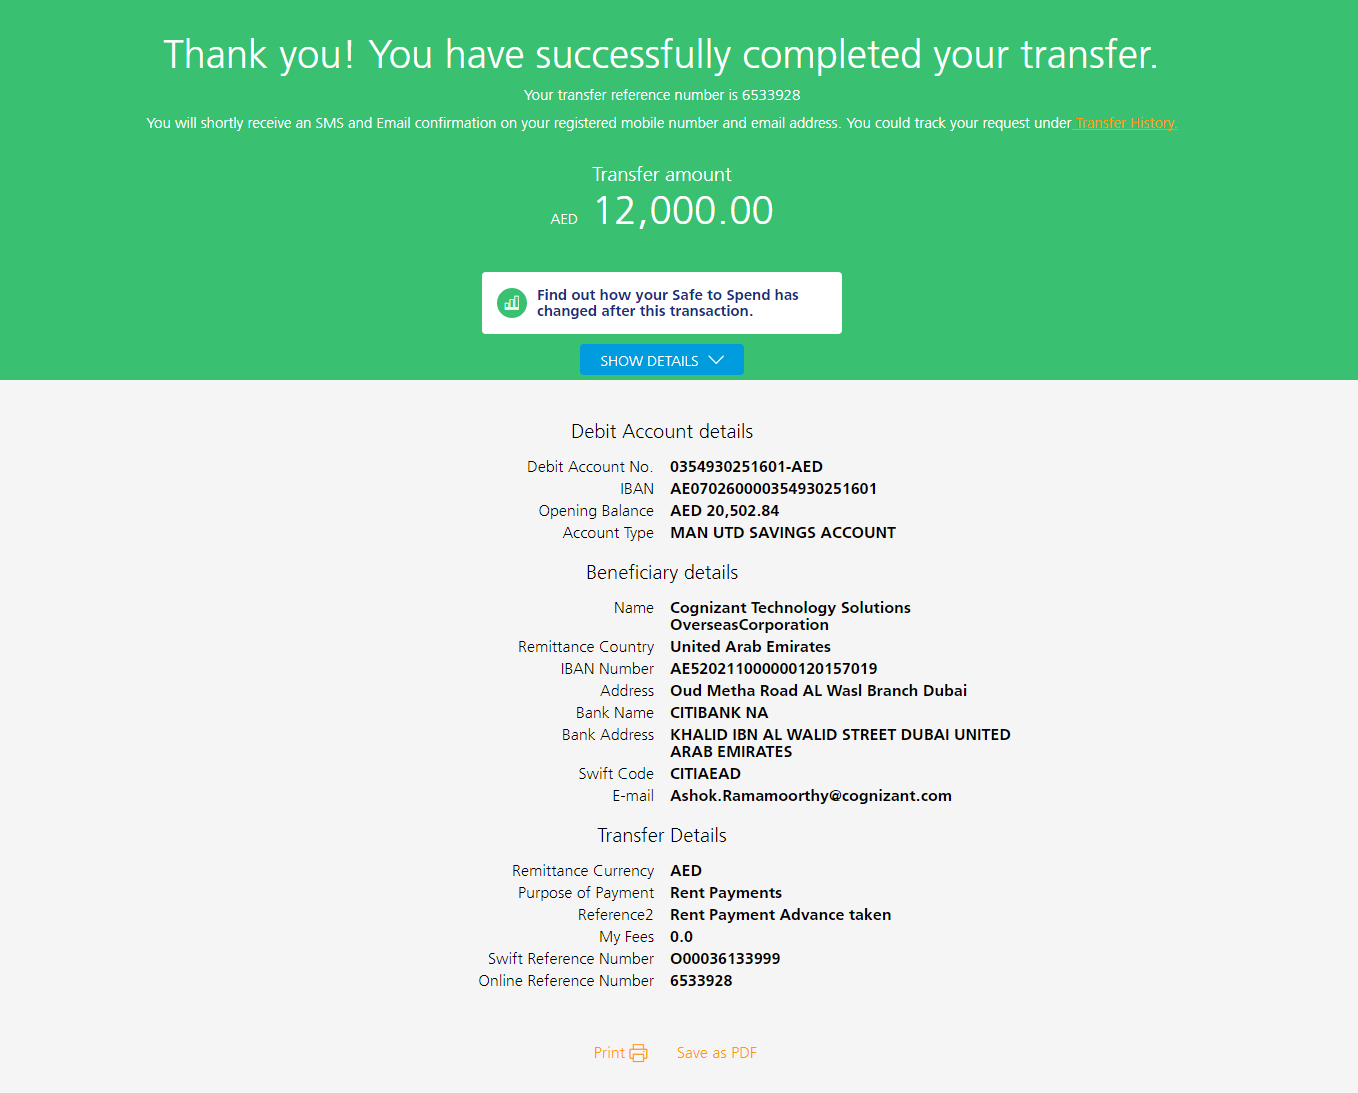 Thank you! You have successfully completed your transfer.
Your transfer reference number is 6533928
You will shortly receive an SMS and Email confirmation on your registered mobile number and email address. You could track your request under Transfer History.
Transfer amount
AED 12,000.00
Find out how your Safe to Spend has
changed after this transaction.
SHOW DETAILS
Debit Account details
Debit Account No. 0354930251601-AED
IBAN AE070260000354930251601
Opening Balance AED 20,502.84
Account Type MAN UTD SAVINGS ACCOUNT
Beneficiary details
Name Cognizant Technology Solutions
OverseasCorporation
Remittance Country United Arab Emirates
IBAN Number AE520211000000120157019
Address Oud Metha Road AL Wasl Branch Dubai
Bank Name CITIBANK NA
Bank Address KHALID IBN AL WALID STREET DUBAI UNITED
ARAB EMIRATES
Swift Code CITIAEAD
E-mail Ashok.Ramamoorthy@cognizant.com
Transfer Details
Remittance Currency AED
Purpose of Payment Rent Payments
Reference2 Rent Payment Advance taken
My Fees 0.0
Swift Reference Number O00036133999
Online Reference Number 6533928
Print Save as PDF